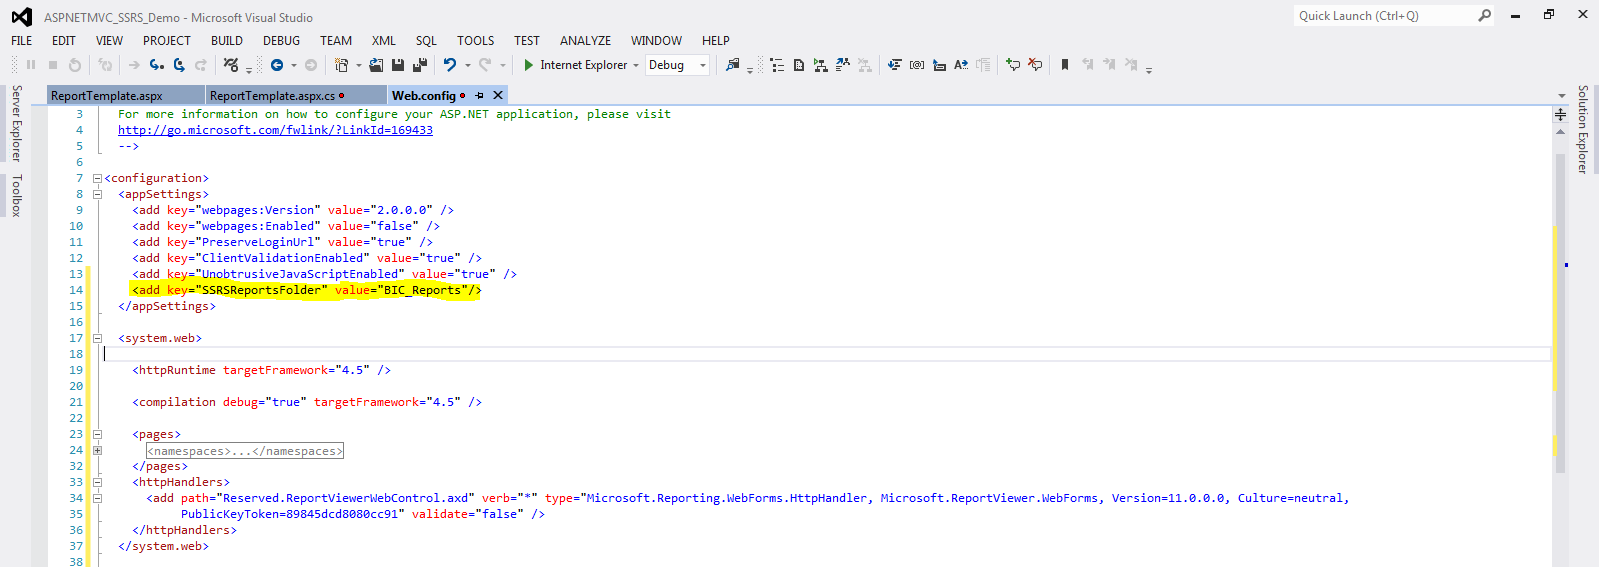 ASPNETMVC_SSRS_Demo - Microsoft Visual Studio
Quick Launch (Ctrl+Q)
FILE EDIT VIEW PROJECT BUILD DEBUG TEAM XML SQL TOOLS TEST ANALYZE WINDOW HELP
Internet Explorer Debug
Server Explorer
Toolbox
Solution Explorer
ReportTemplate.aspx ReportTemplate.aspx.cs Web.config
3 For more information on how to configure your ASP.NET application, please visit
4 http://go.microsoft.com/fwlink/?LinkId=169433
5 -->
6
7 <configuration>
8 <appSettings>
9 <add key="webpages:Version" value="2.0.0.0" />
10 <add key="webpages:Enabled" value="false" />
11 <add key="PreserveLoginUrl" value="true" />
12 <add key="ClientValidationEnabled" value="true" />
13 <add key="UnobtrusiveJavaScriptEnabled" value="true" />
14 <add key="SSRSReportsFolder" value="BIC_Reports"/>
15 </appSettings>
16
17 <system.web>
18
19 <httpRuntime targetFramework="4.5" />
20
21 <compilation debug="true" targetFramework="4.5" />
22
23 <pages>
24 <namespaces>...</namespaces>
32 </pages>
33 <httpHandlers>
34 <add path="Reserved.ReportViewerWebControl.axd" verb="*" type="Microsoft.Reporting.WebForms.HttpHandler, Microsoft.ReportViewer.WebForms, Version=11.0.0.0, Culture=neutral,
35 PublicKeyToken=89845dcd8080cc91" validate="false" />
36 </httpHandlers>
37 </system.web>
38